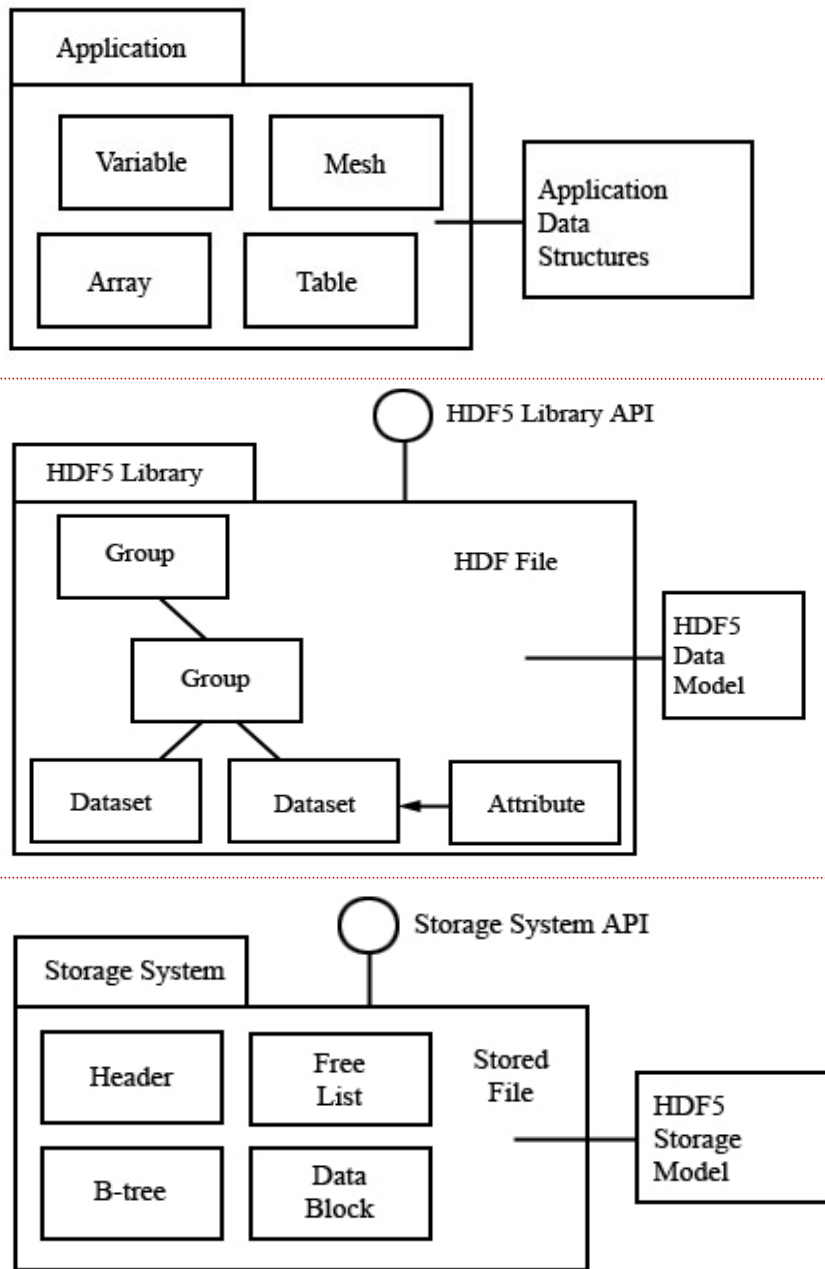 Application
Variable
Mesh
Array
Table
Application
Data
Structures
HDF5 Library API
HDF5 Library
Group
HDF File
Group
HDF5
Data
Model
Dataset
Dataset
Attribute
Storage System API
Storage System
Header
Free
List
Stored
File
B-tree
Data
Block
HDF5
Storage
Model